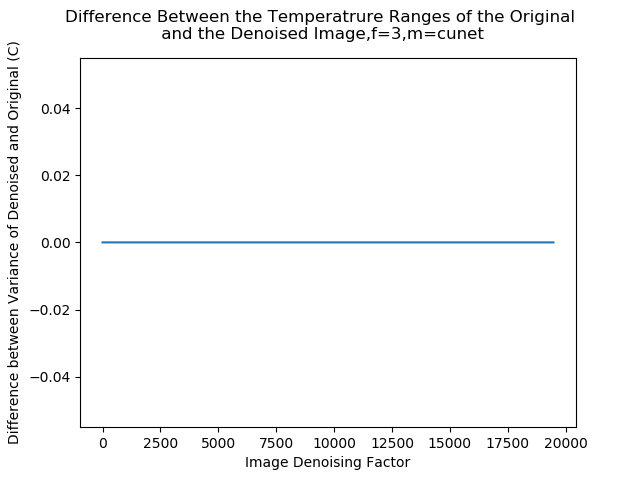 Difference Between the Temperatrure Ranges of the Original
and the Denoised Image,f=3,m=cunet
Difference between Variance of Denoised and Original (C)
0.04
0.02
0.00
−0.02
−0.04
0 2500 5000 7500 10000 12500 15000 17500 20000
Image Denoising Factor